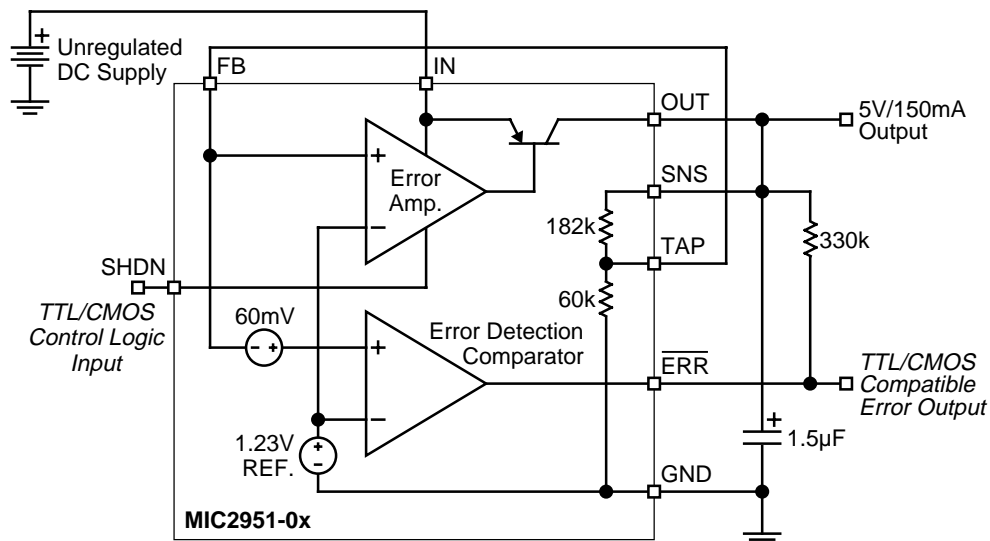 Unregulated
DC Supply
FB
IN
OUT
5V/150mA
Output
+
Error
Amp.
−
SNS
182k
330k
TAP
SHDN
60k
TTL/CMOS
Control Logic
Input
60mV
− +
+
Error Detection
Comparator
ERR
TTL/CMOS
Compatible
Error Output
−
1.23V
REF.
+
−
+
1.5µF
GND
MIC2951-0x
+